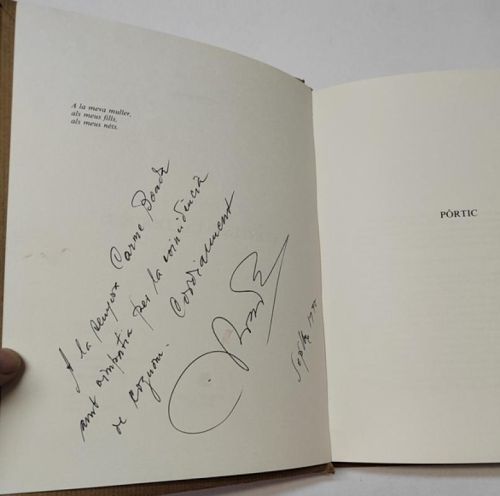 A la meva muller,
als meus fills,
als meus néts.
A la senyora Carme Boada
amb simpatia per la coincidència
de cognom. Cordialment
PÒRTIC